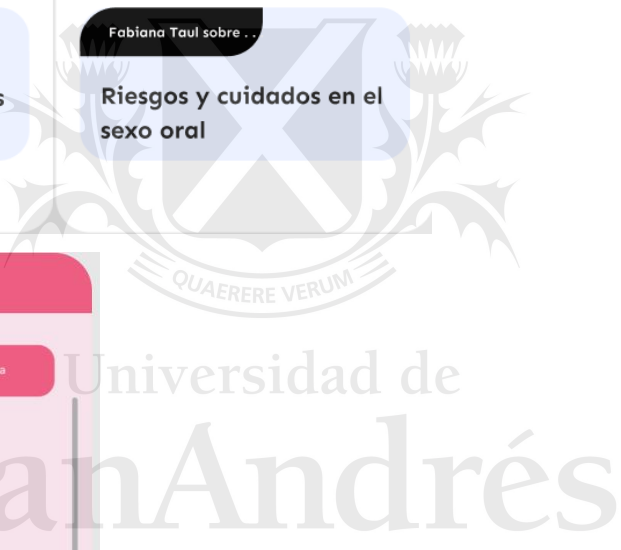 Fabiana Taul sobre . .
s
Riesgos y cuidados en el
sexo oral
QUAERERE VERUM
a
Universidad de
anAndrés